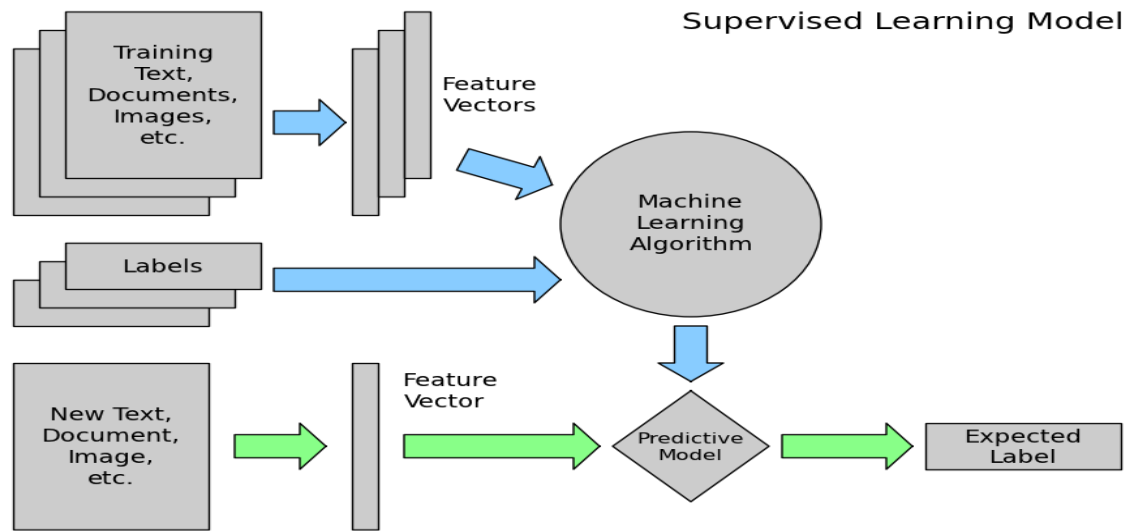 Supervised Learning Model
Training
Text,
Documents,
Images,
etc.
Feature
Vectors
Machine
Learning
Algorithm
Labels
New Text,
Document,
Image,
etc.
Feature
Vector
Predictive
Model
Expected
Label